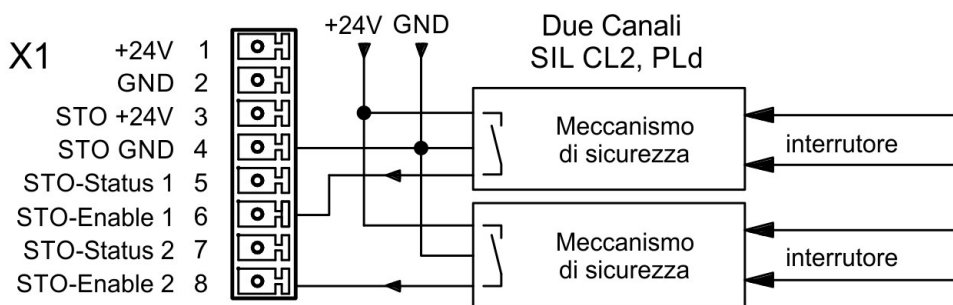 X1
+24V 1
GND 2
STO +24V 3
STO GND 4
STO-Status 1 5
STO-Enable 1 6
STO-Status 2 7
STO-Enable 2 8
+24V GND
Due Canali
SIL CL2, PLd
Meccanismo
di sicurezza
interrutore
Meccanismo
di sicurezza
interrutore